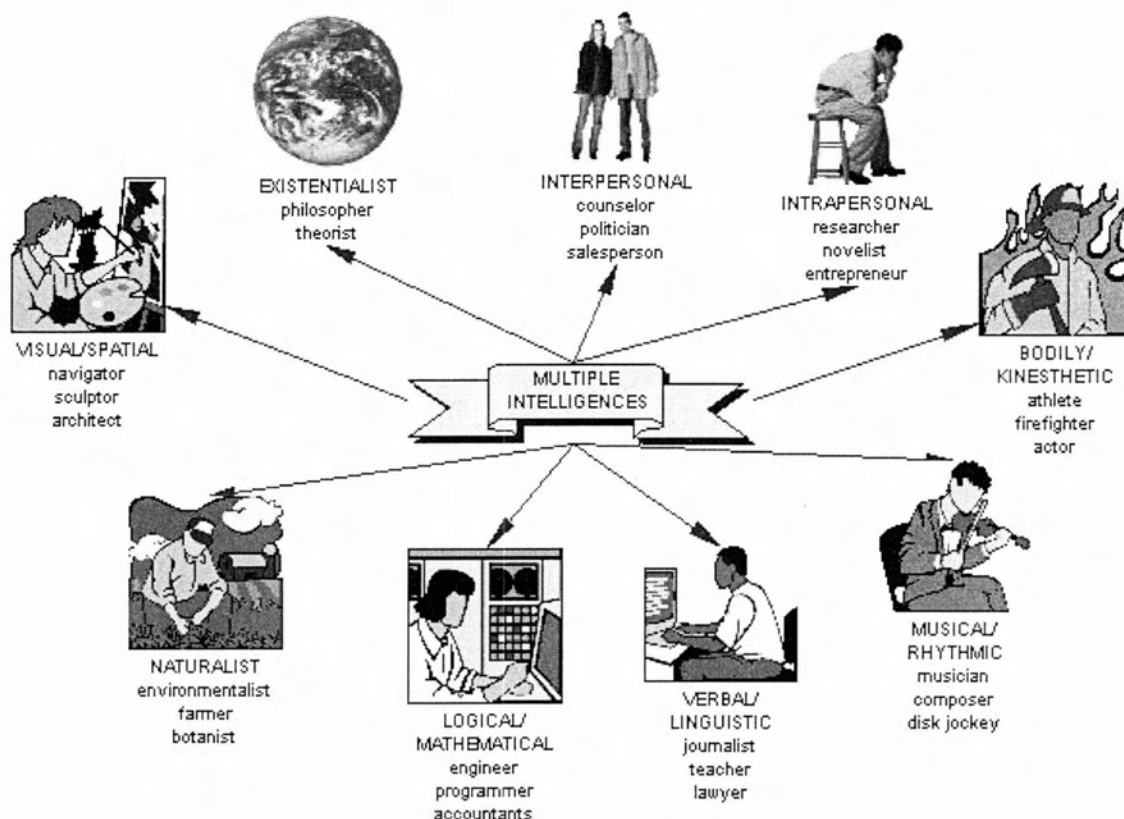 EXISTENTIALIST
philosopher
theorist
INTERPERSONAL
counselor
politician
salesperson
INTRAPERSONAL
researcher
novelist
entrepreneur
VISUAL/SPATIAL
navigator
sculptor
architect
MULTIPLE
INTELLIGENCES
BODILY/
KINESTHETIC
athlete
firefighter
actor
NATURALIST
environmentalist
farmer
botanist
LOGICAL/
MATHEMATICAL
engineer
programmer
accountants
VERBAL/
LINGUISTIC
journalist
teacher
lawyer
MUSICAL/
RHYTHMIC
musician
composer
disk jockey